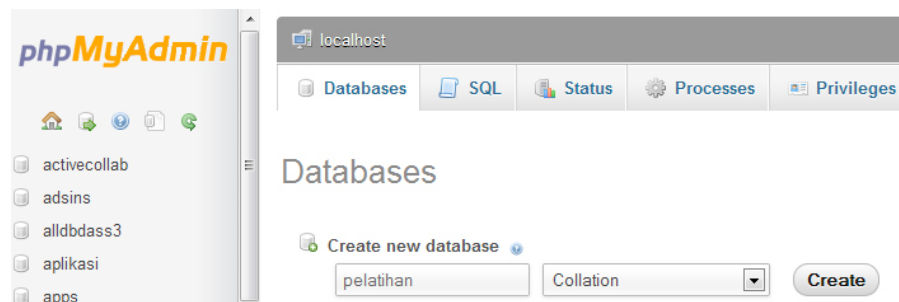 phpMyAdmin
activecollab
adsins
alldbdass3
aplikasi
apps
localhost
Databases SQL Status Processes Privileges
Databases
Create new database
pelatihan Collation Create